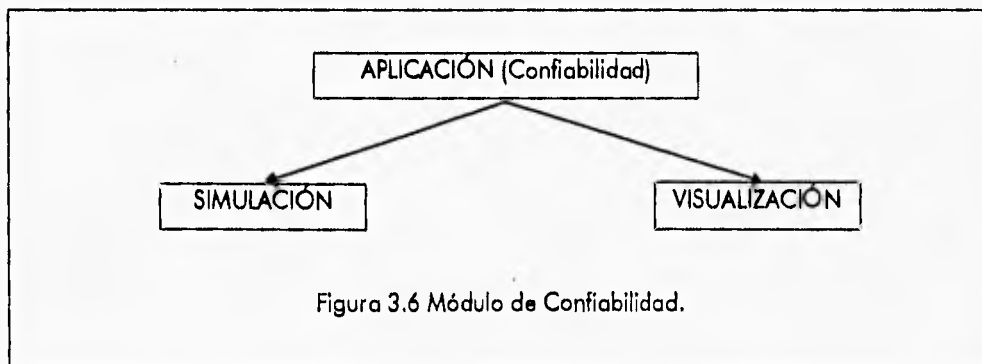 APLICACIÓN (Confiabilidad)
SIMULACIÓN
VISUALIZACIÓN
Figura 3.6 Módulo de Confiabilidad.